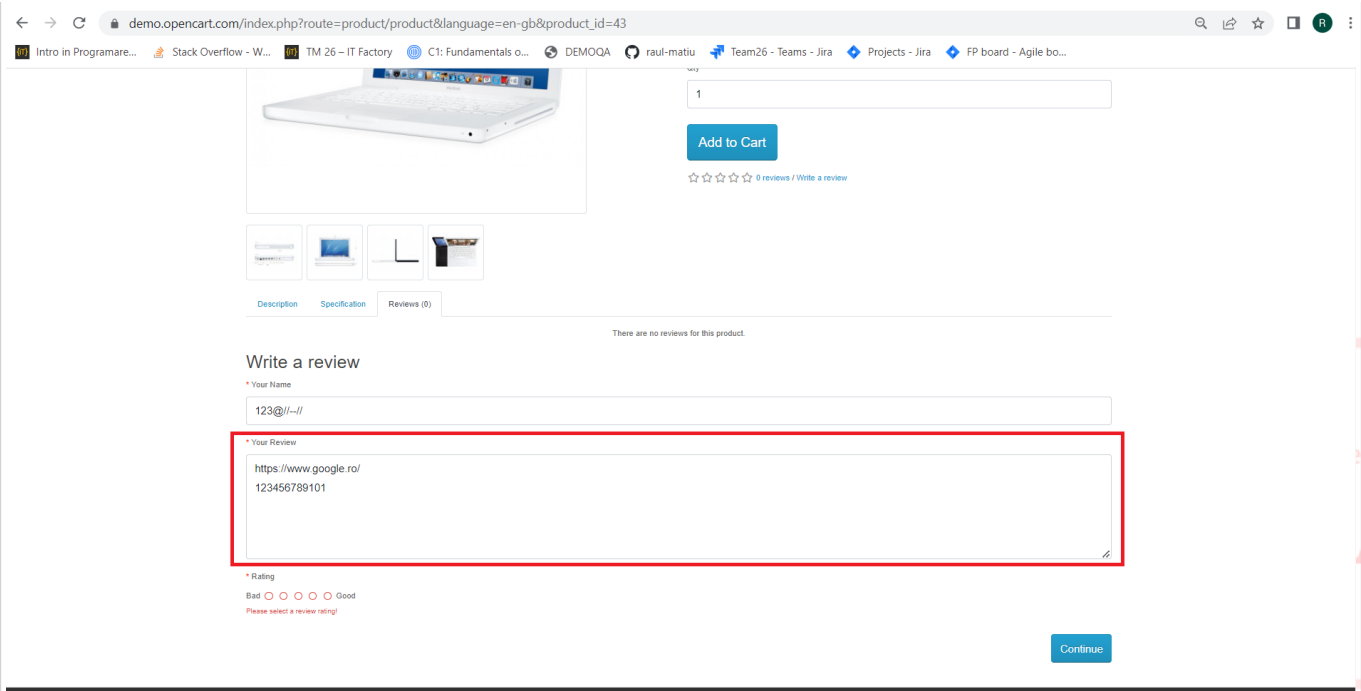 demo.opencart.com/index.php?route=product/product&language=en-gb&product_id=43
R
Intro in Programare... Stack Overflow - W... TM 26 – IT Factory C1: Fundamentals o... DEMOQA raul-matiu Team26 - Teams - Jira Projects - Jira FP board - Agile bo...
Qty
1
Add to Cart
0 reviews / Write a review
Description Specification Reviews (0)
There are no reviews for this product.
Write a review
* Your Name
123@//--//
* Your Review
https://www.google.ro/
123456789101
* Rating
Bad Good
Please select a review rating!
Continue